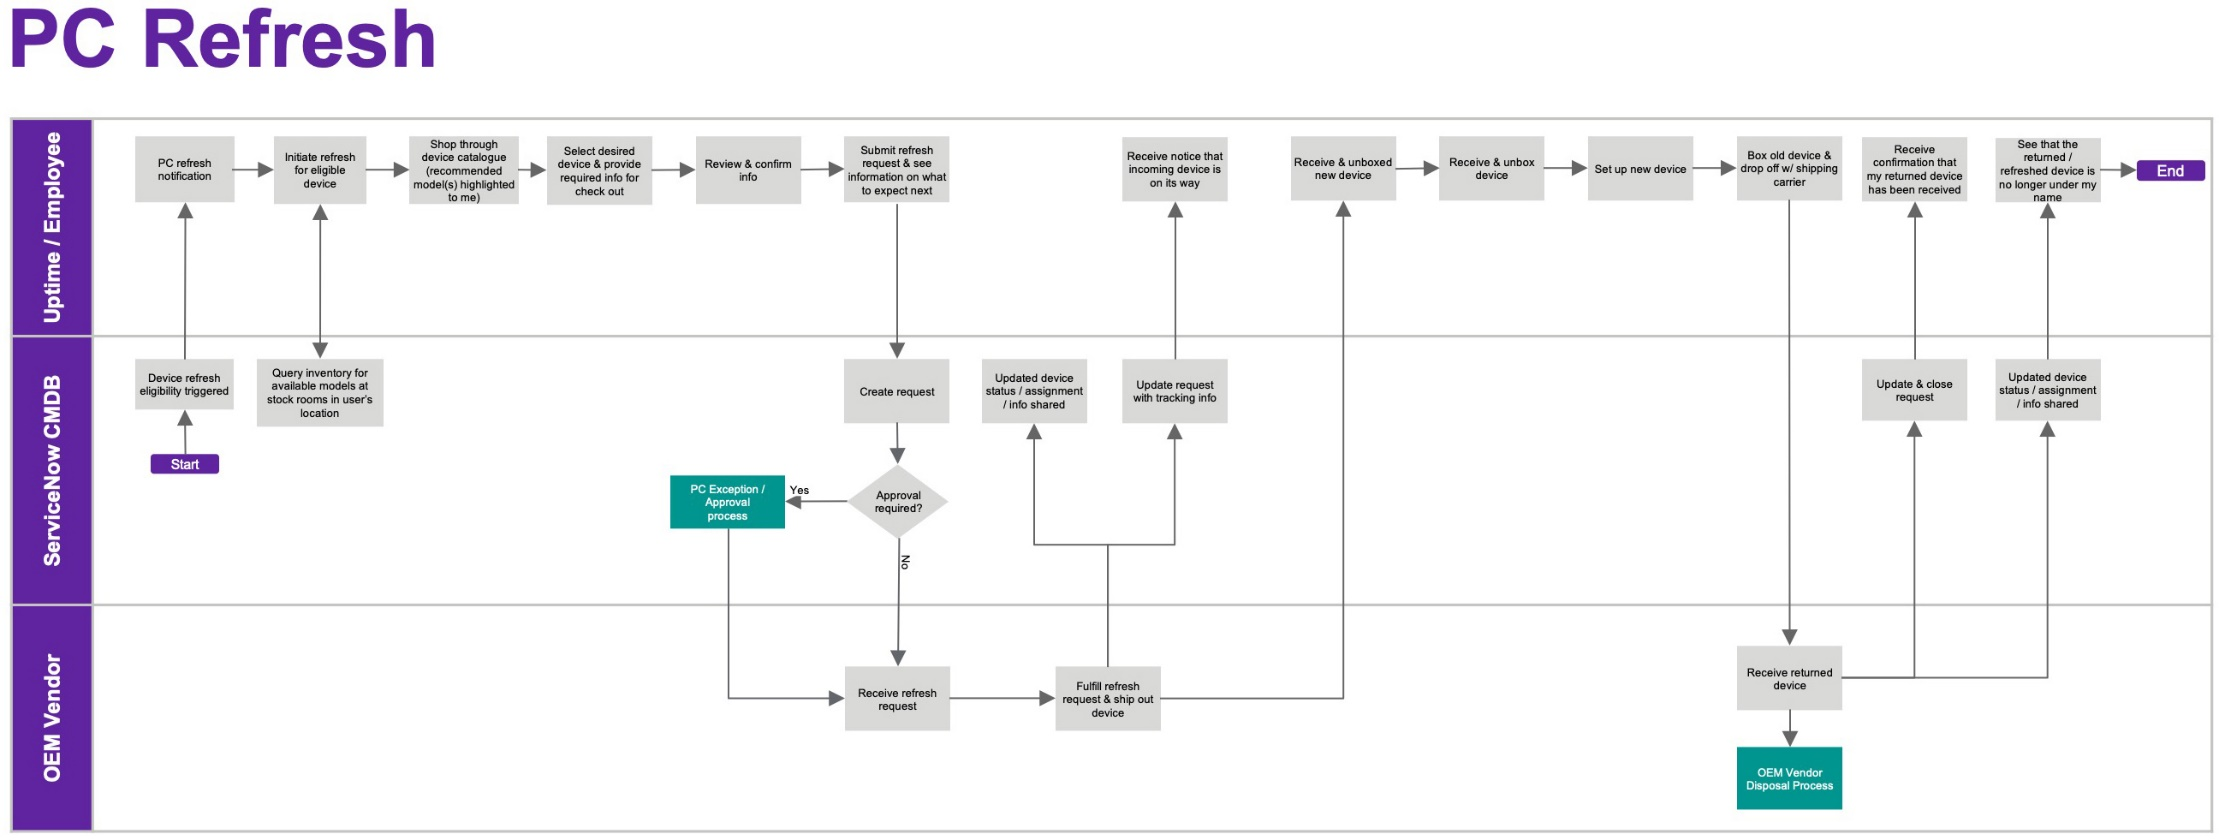 PC Refresh
Uptime / Employee
PC refresh
notification
Initiate refresh
for eligible
device
Shop through
device catalogue
(recommended
model(s) highlighted
to me)
Select desired
device & provide
required info for
check out
Review & confirm
info
Submit refresh
request & see
information on what
to expect next
Receive notice that
incoming device is
on its way
Receive & unboxed
new device
Receive & unbox
device
Set up new device
Box old device &
drop off w/ shipping
carrier
Receive
confirmation that
my returned device
has been received
See that the
returned /
refreshed device is
no longer under my
name
End
ServiceNow CMDB
Device refresh
eligibility triggered
Start
Query inventory for
available models at
stock rooms in user's
location
Create request
Approval
required?
Yes
No
PC Exception /
Approval
process
Updated device
status / assignment
/ info shared
Update request
with tracking info
Update & close
request
Updated device
status / assignment
/ info shared
OEM Vendor
Receive refresh
request
Fulfill refresh
request & ship out
device
Receive returned
device
OEM Vendor
Disposal Process